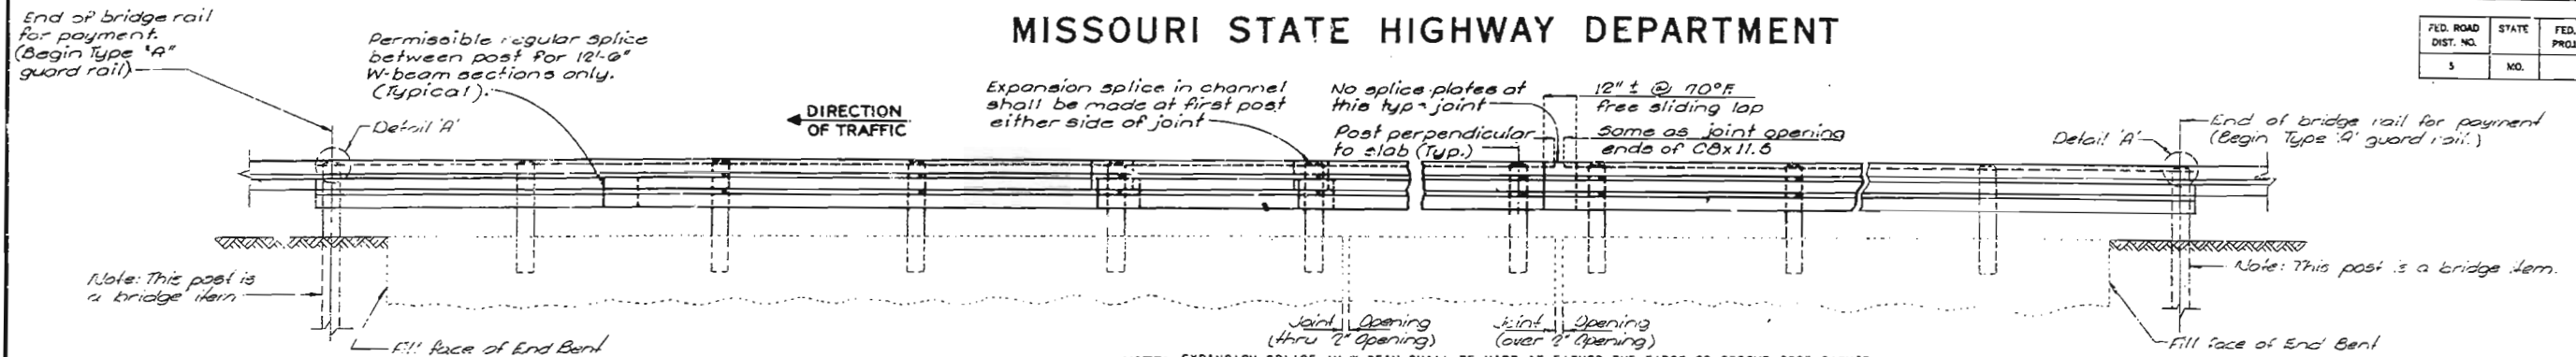 MISSOURI STATE HIGHWAY DEPARTMENT
FED. ROAD DIST. NO.
STATE
FED.
PROJ.
5
MO.
End of bridge rail
for payment.
(Begin Type "A"
guard rail)
Permissible regular splice
between post for 12'-6"
W-beam sections only.
(Typical).
Detail 'A'
DIRECTION
OF TRAFFIC
Expansion splice in channel
shall be made at first post
either side of joint
No splice plates at
this type joint
Post perpendicular
to slab (Typ.)
12" ± @ 70°F.
free sliding lap
Same as joint opening
ends of C8x11.5
Detail 'A'
End of bridge rail for payment
(Begin Type 'A' guard rail.)
Note: This post is
a bridge item
Fill face of End Bent
Joint Opening
(thru 2" Opening)
Joint Opening
(over 2" Opening)
Note: This post is a bridge item.
Fill face of End Bent